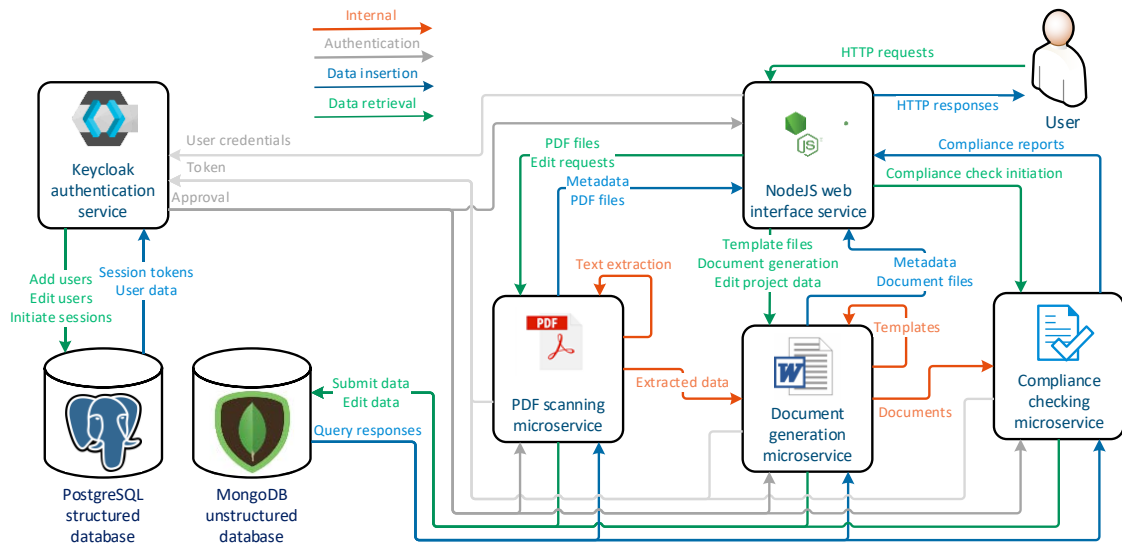 Internal
Authentication
Data insertion
Data retrieval
HTTP requests
HTTP responses
User
Keycloak
authentication
service
User credentials
Token
Approval
PDF files
Edit requests
Metadata
PDF files
JS
NodeJS web
interface service
Compliance reports
Compliance check initiation
Add users
Edit users
Initiate sessions
Session tokens
User data
Text extraction
Template files
Document generation
Edit project data
Metadata
Document files
PDF
PDF scanning
microservice
Extracted data
Templates
W
Document
generation
microservice
Documents
Compliance
checking
microservice
Submit data
Edit data
Query responses
PostgreSQL
structured
database
MongoDB
unstructured
database